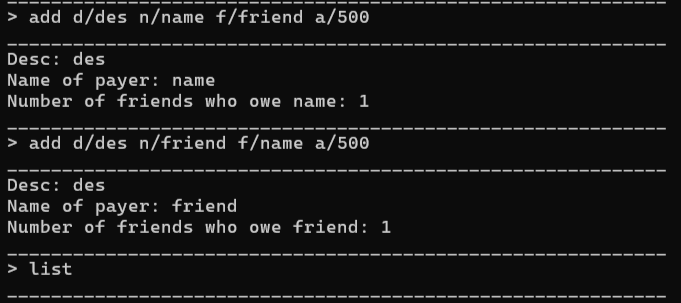 > add d/des n/name f/friend a/500
Desc: des
Name of payer: name
Number of friends who owe name: 1
> add d/des n/friend f/name a/500
Desc: des
Name of payer: friend
Number of friends who owe friend: 1
> list